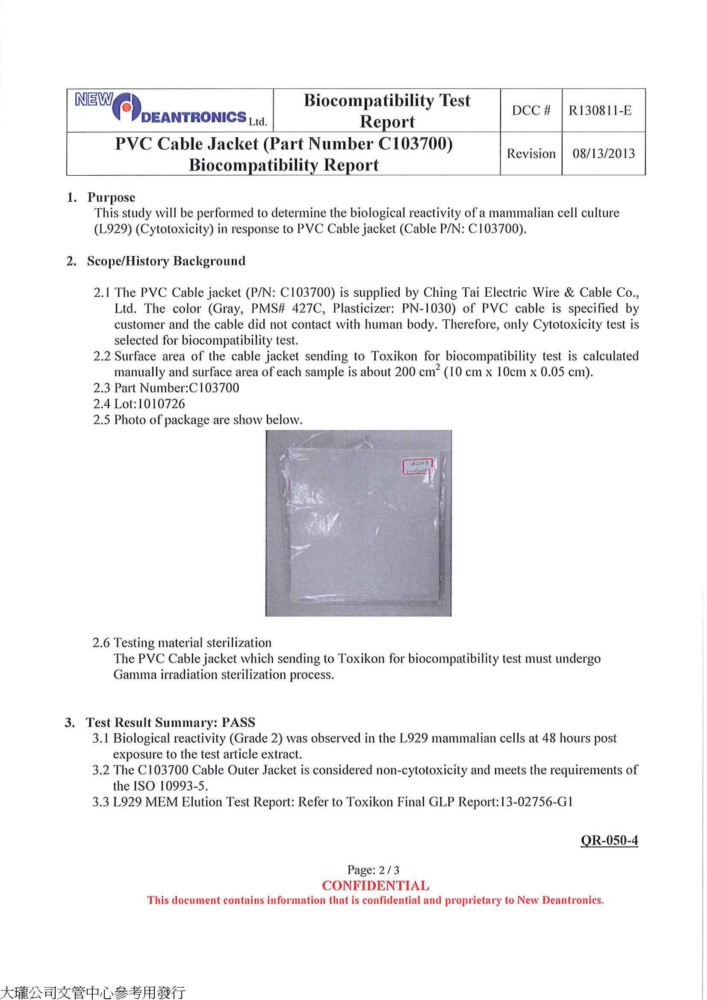 NEW DEANTRONICS Ltd.
Biocompatibility Test
Report
DCC #
R130811-E
PVC Cable Jacket (Part Number C103700)
Biocompatibility Report
Revision
08/13/2013
1. Purpose
This study will be performed to determine the biological reactivity of a mammalian cell culture
(L929) (Cytotoxicity) in response to PVC Cable jacket (Cable P/N: C103700).
2. Scope/History Background
2.1 The PVC Cable jacket (P/N: C103700) is supplied by Ching Tai Electric Wire & Cable Co.,
Ltd. The color (Gray, PMS# 427C, Plasticizer: PN-1030) of PVC cable is specified by
customer and the cable did not contact with human body. Therefore, only Cytotoxicity test is
selected for biocompatibility test.
2.2 Surface area of the cable jacket sending to Toxikon for biocompatibility test is calculated
manually and surface area of each sample is about 200 cm² (10 cm x 10cm x 0.05 cm).
2.3 Part Number:C103700
2.4 Lot:1010726
2.5 Photo of package are show below.
2.6 Testing material sterilization
The PVC Cable jacket which sending to Toxikon for biocompatibility test must undergo
Gamma irradiation sterilization process.
3. Test Result Summary: PASS
3.1 Biological reactivity (Grade 2) was observed in the L929 mammalian cells at 48 hours post
exposure to the test article extract.
3.2 The C103700 Cable Outer Jacket is considered non-cytotoxicity and meets the requirements of
the ISO 10993-5.
3.3 L929 MEM Elution Test Report: Refer to Toxikon Final GLP Report:13-02756-G1
QR-050-4
Page: 2 / 3
CONFIDENTIAL
This document contains information that is confidential and proprietary to New Deantronics.
大瓏公司文管中心參考用發行